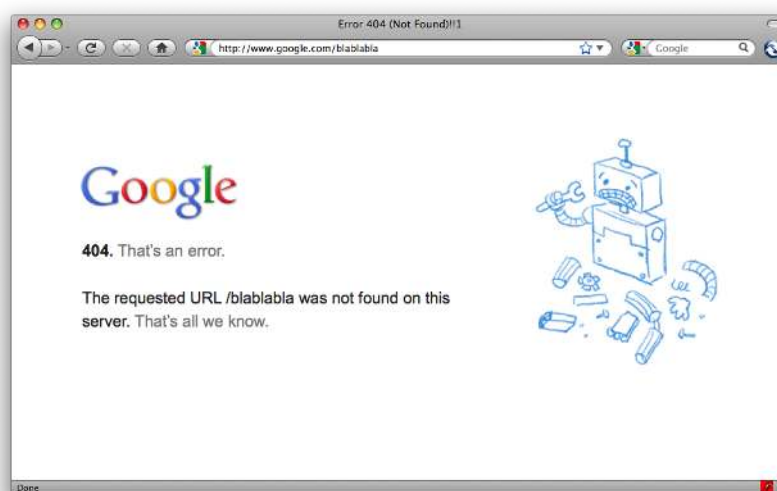 Error 404 (Not Found)!!1
http://www.google.com/blablabla
Google
Google
404. That's an error.
The requested URL /blablabla was not found on this
server. That's all we know.
Done